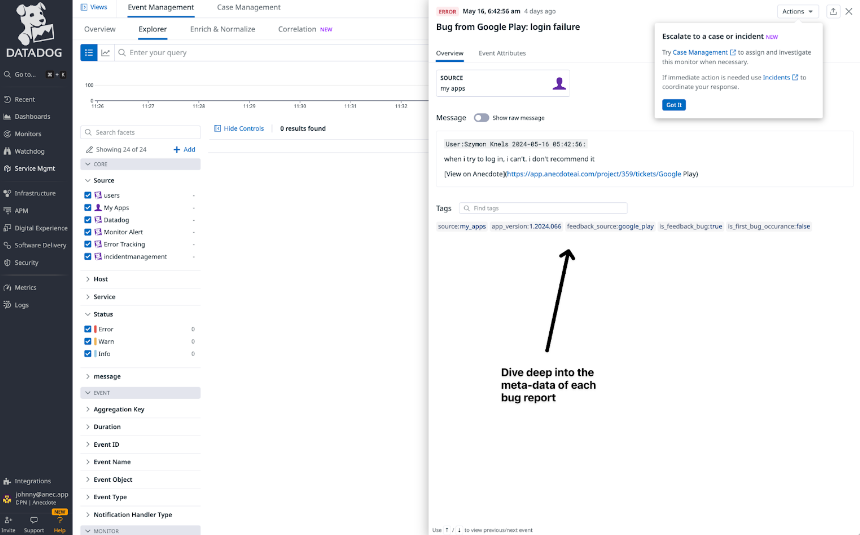 DATADOG
Go to...
⌘ + K
Recent
Dashboards
Monitors
Watchdog
Service Mgmt
Infrastructure
APM
Digital Experience
Software Delivery
Security
Metrics
Logs
Integrations
johnny@anec.app
DPN | Anecdote
NEW
Invite
Support
Help
Views
Event Management
Case Management
Overview
Explorer
Enrich & Normalize
Correlation NEW
Enter your query
100
0
11:26
11:27
11:28
11:29
11:30
11:31
11:32
Search facets
Hide Controls
0 results found
Showing 24 of 24
+ Add
CORE
Source
users -
My Apps -
Datadog -
Monitor Alert -
Error Tracking -
incidentmanagement -
Host
Service
Status
Error 0
Warn 0
Info 0
message
EVENT
Aggregation Key
Duration
Event ID
Event Name
Event Object
Event Type
Notification Handler Type
MONITOR
ERROR May 16, 6:42:56 am 4 days ago
Actions
Bug from Google Play: login failure
Escalate to a case or incident NEW
Try Case Management to assign and investigate
this monitor when necessary.
If immediate action is needed use Incidents to
coordinate your response.
Got It
Overview
Event Attributes
SOURCE
my apps
Message
Show raw message
User:Szymon Knels 2024-05-16 05:42:56:
when i try to log in, i can't. i don't recommend it
[View on Anecdote](https://app.anecdoteai.com/project/359/tickets/Google Play)
Tags
Find tags
source:my_apps app_version:1.2024.066 feedback_source:google_play is_feedback_bug:true is_first_bug_occurance:false
Dive deep into the
meta-data of each
bug report
Use ↑ / ↓ to view previous/next event